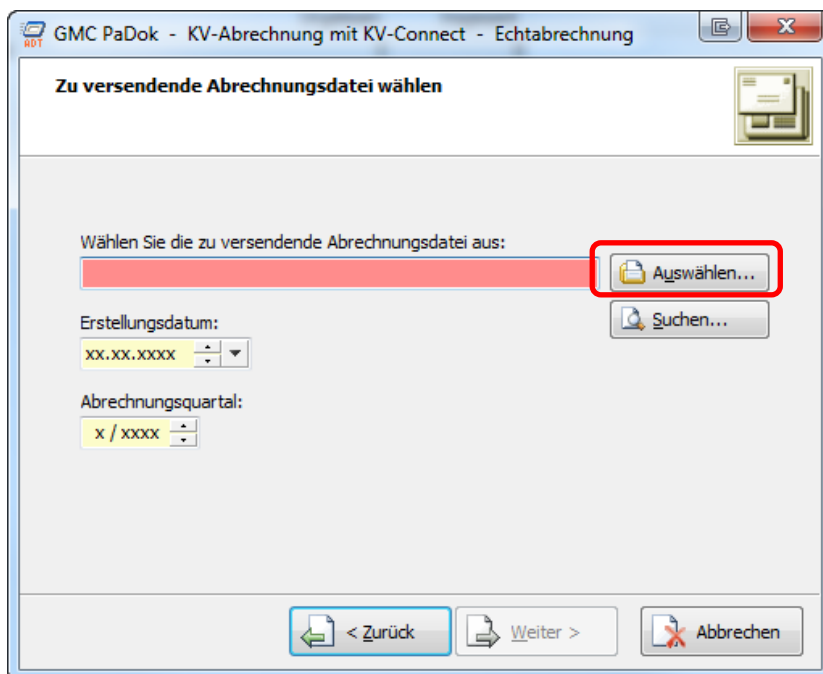 ADT GMC PaDok - KV-Abrechnung mit KV-Connect - Echtabrechnung
Zu versendende Abrechnungsdatei wählen
Wählen Sie die zu versendende Abrechnungsdatei aus:
Auswählen...
Suchen...
Erstellungsdatum:
xx.xx.xxxx
Abrechnungsquartal:
x / xxxx
< Zurück
Weiter >
Abbrechen